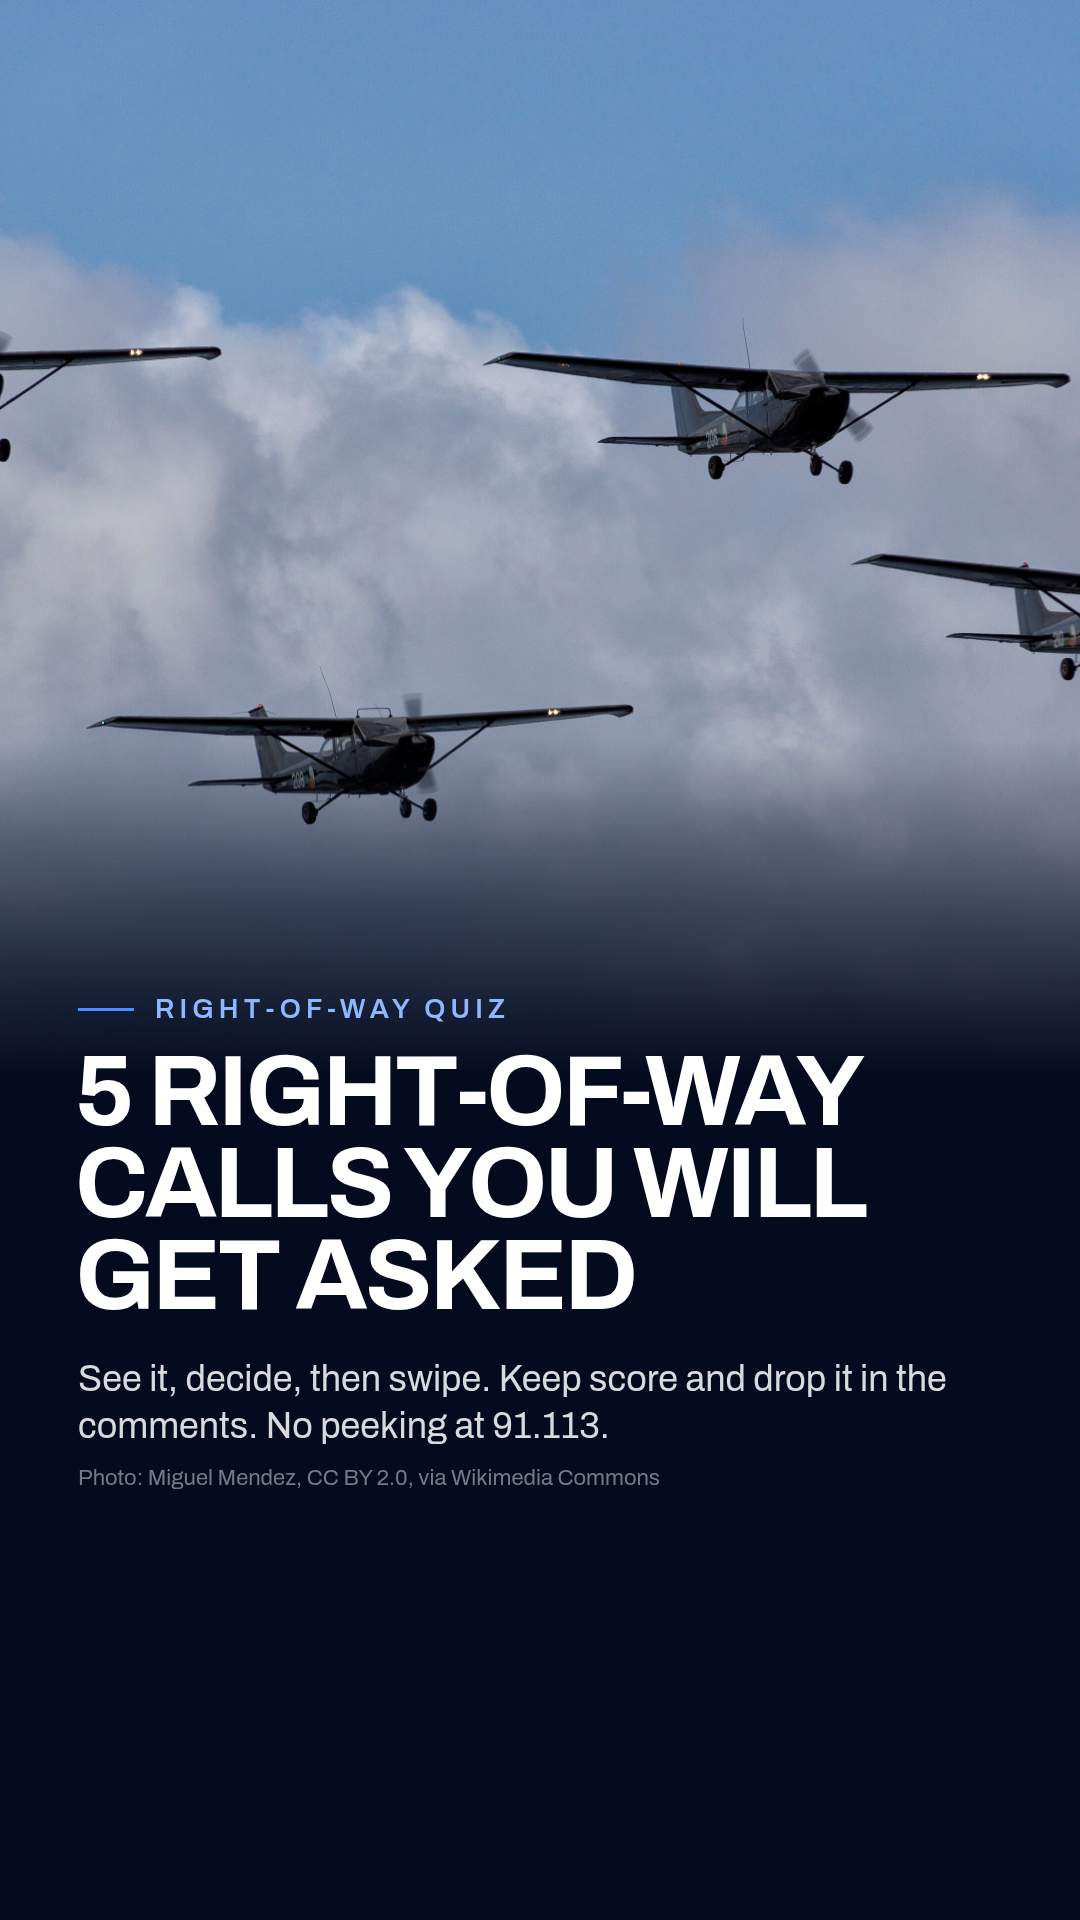 RIGHT-OF-WAY QUIZ
5 RIGHT-OF-WAY
CALLS YOU WILL
GET ASKED
See it, decide, then swipe. Keep score and drop it in the
comments. No peeking at 91.113.
Photo: Miguel Mendez, CC BY 2.0, via Wikimedia Commons